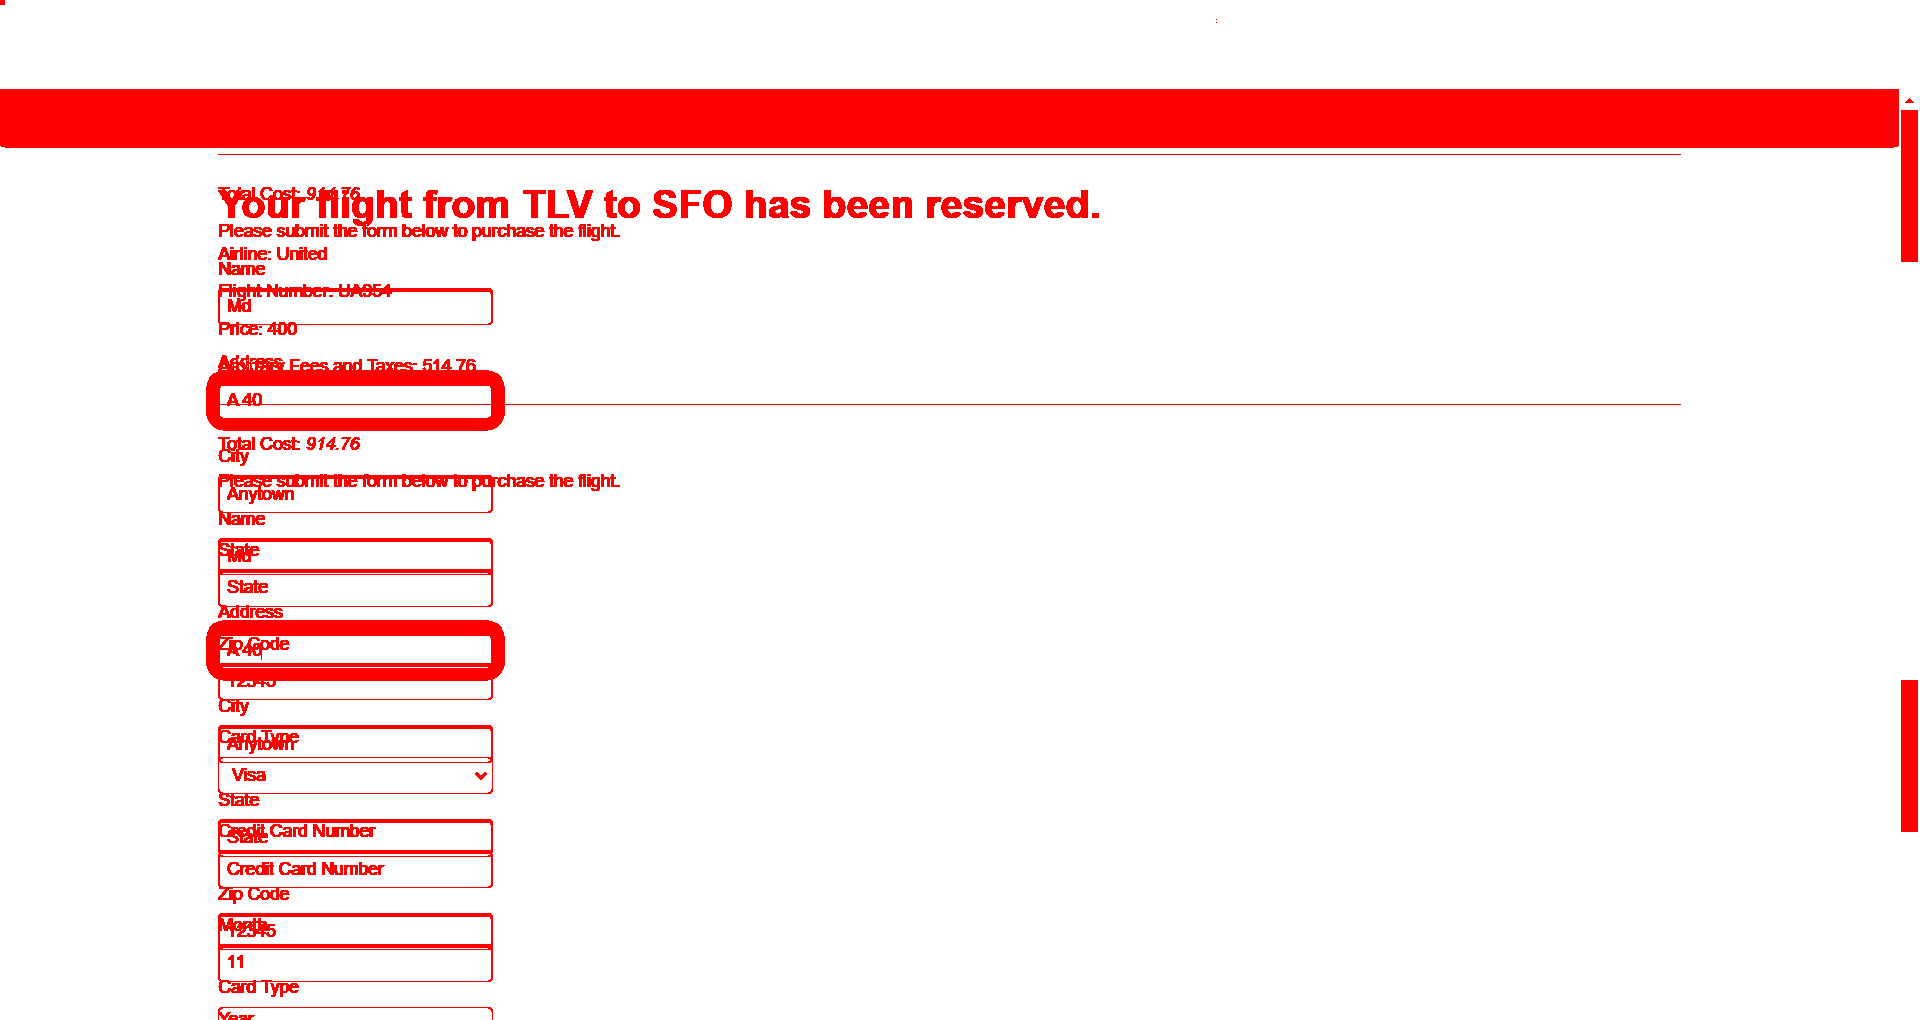 Total Cost: 914.76
Your flight from TLV to SFO has been reserved.
Please submit the form below to purchase the flight.
Airline: United
Name
Flight Number: UA954
Md
Price: 400
Address
Fees and Taxes: 514.76
A 40
Total Cost: 914.76
City
Please submit the form below to purchase the flight.
Anytown
Name
State
Md
State
Address
Zip Code
A 40
12345
City
Card Type
Anytown
Visa
State
Credit Card Number
State
Credit Card Number
Zip Code
Month
12345
11
Card Type
Year